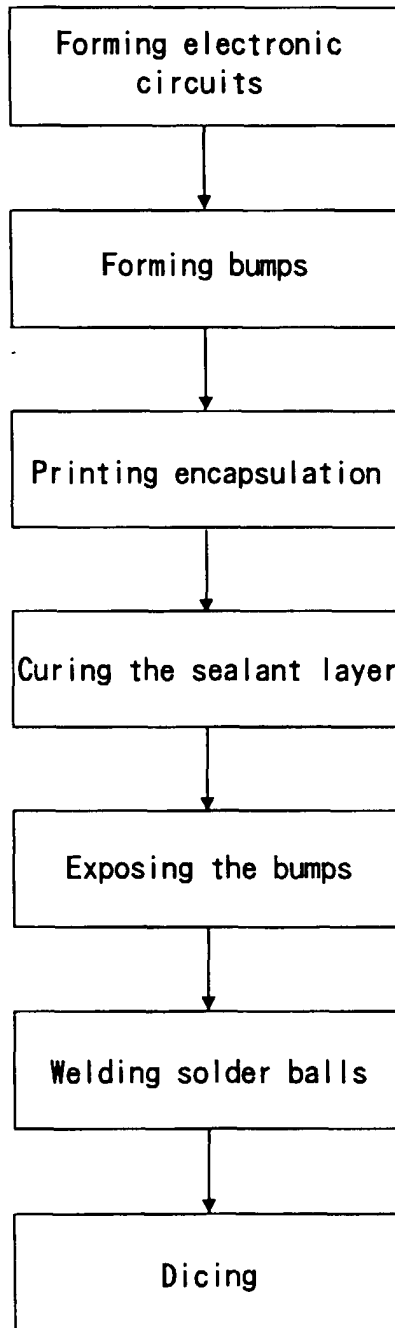 Forming electronic
circuits
Forming bumps
Printing encapsulation
Curing the sealant layer
Exposing the bumps
Welding solder balls
Dicing